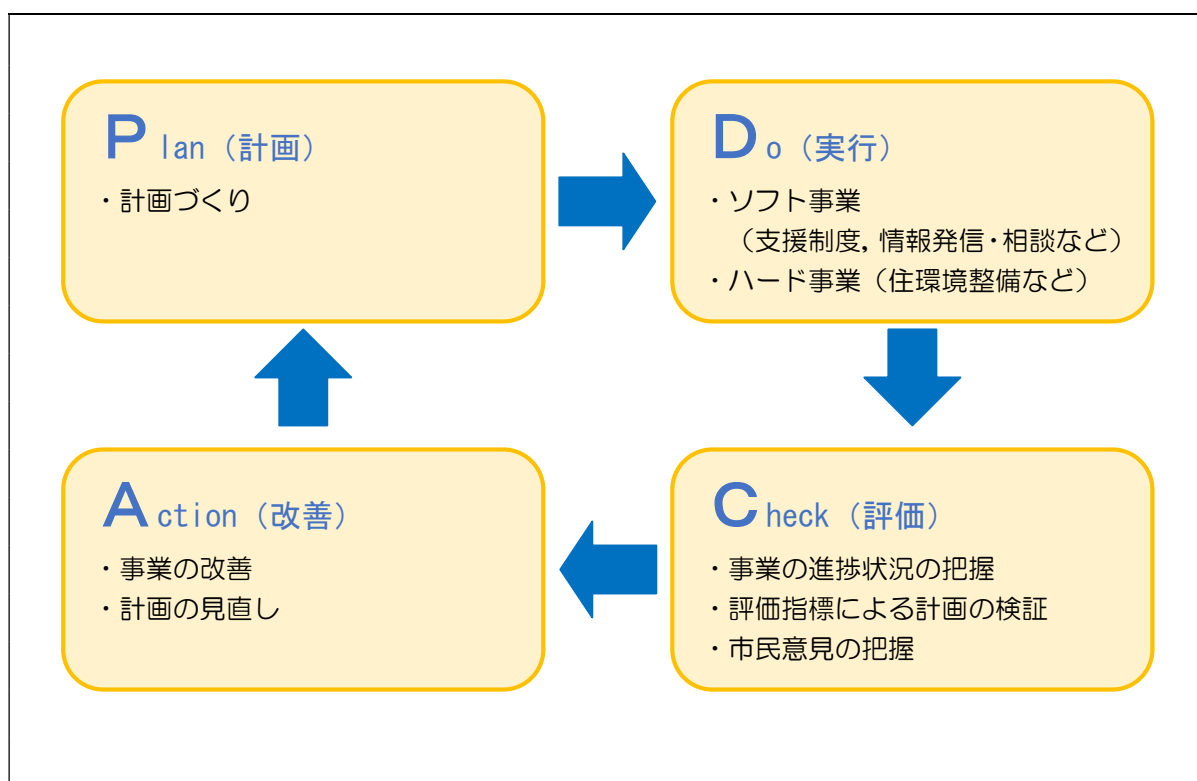 Plan（計画）
・計画づくり
Do（実行）
・ソフト事業
（支援制度，情報発信・相談など）
・ハード事業（住環境整備など）
Check（評価）
・事業の進捗状況の把握
・評価指標による計画の検証
・市民意見の把握
Action（改善）
・事業の改善
・計画の見直し